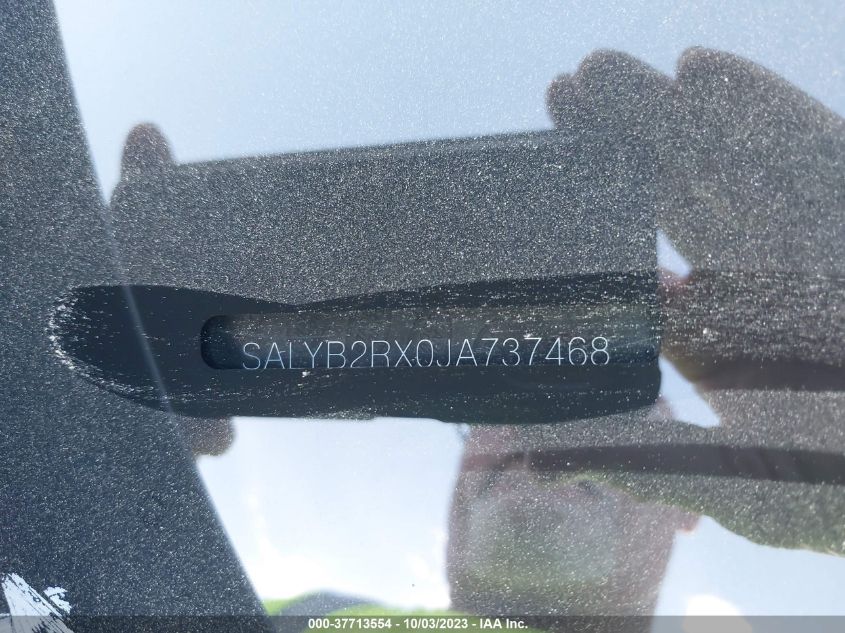 SALYB2RX0JA737468
000-37713554 - 10/03/2023 - IAA Inc.